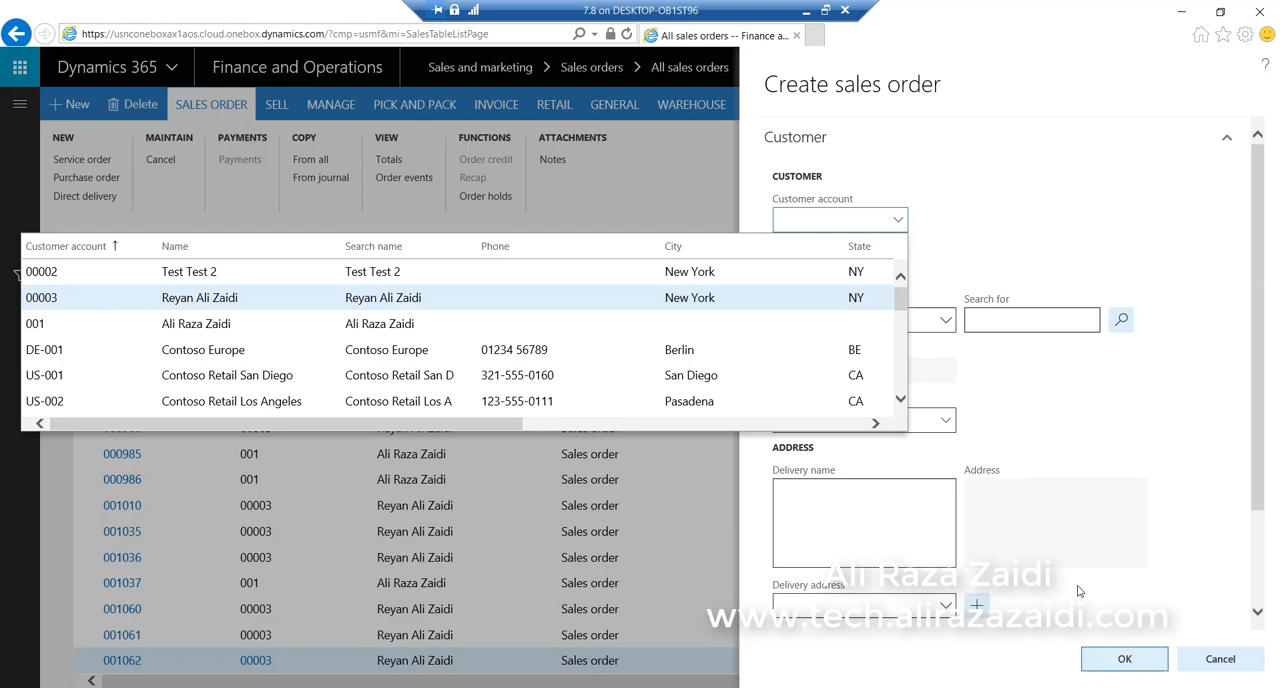 7.8 on DESKTOP-OB1ST96
https://usnconeboxax1aos.cloud.onebox.dynamics.com/?cmp=usmf&mi=SalesTableListPage
All sales orders -- Finance a...
Dynamics 365
Finance and Operations
Sales and marketing > Sales orders > All sales orders
Create sales order
?
+ New
Delete
SALES ORDER
SELL
MANAGE
PICK AND PACK
INVOICE
RETAIL
GENERAL
WAREHOUSE
NEW
MAINTAIN
PAYMENTS
COPY
VIEW
FUNCTIONS
ATTACHMENTS
Service order
Cancel
Payments
From all
Totals
Order credit
Notes
Purchase order
From journal
Order events
Recap
Direct delivery
Order holds
Customer
CUSTOMER
Customer account
Customer account Name Search name Phone City State
00002 Test Test 2 Test Test 2 New York NY
00003 Reyan Ali Zaidi Reyan Ali Zaidi New York NY
001 Ali Raza Zaidi Ali Raza Zaidi
DE-001 Contoso Europe Contoso Europe 01234 56789 Berlin BE
US-001 Contoso Retail San Diego Contoso Retail San D 321-555-0160 San Diego CA
US-002 Contoso Retail Los Angeles Contoso Retail Los A 123-555-0111 Pasadena CA
Search for
000985 001 Ali Raza Zaidi Sales order
000986 001 Ali Raza Zaidi Sales order
001010 00003 Reyan Ali Zaidi Sales order
001035 00003 Reyan Ali Zaidi Sales order
001036 00003 Reyan Ali Zaidi Sales order
001037 001 Ali Raza Zaidi Sales order
001060 00003 Reyan Ali Zaidi Sales order
001061 00003 Reyan Ali Zaidi Sales order
001062 00003 Reyan Ali Zaidi Sales order
ADDRESS
Delivery name
Address
Delivery address
Ali Raza Zaidi
www.tech.alirazazaidi.com
OK
Cancel